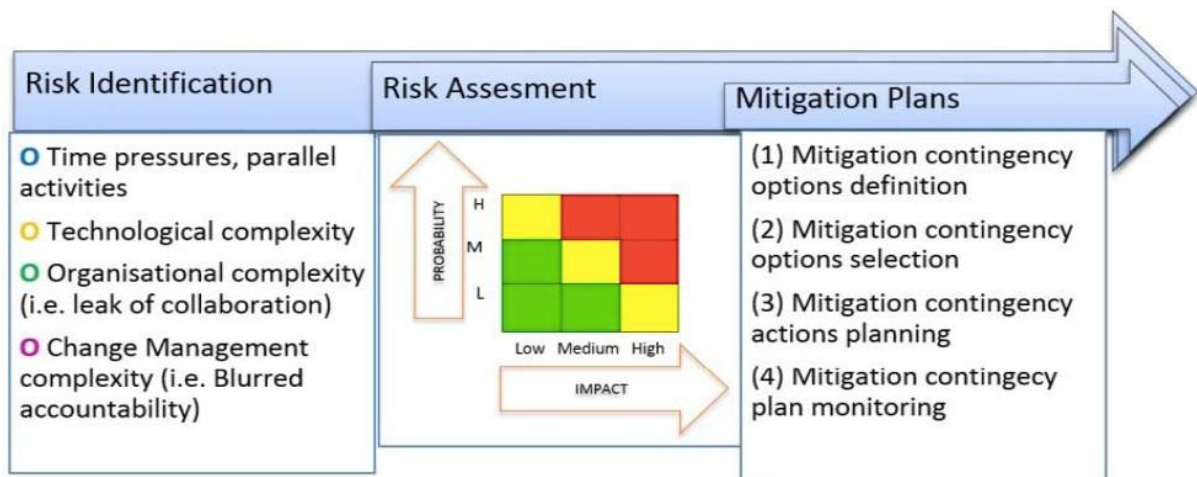 Risk Identification
O Time pressures, parallel
activities
O Technological complexity
O Organisational complexity
(i.e. leak of collaboration)
O Change Management
complexity (i.e. Blurred
accountability)
Risk Assesment
PROBABILITY
H
M
L
Low Medium High
IMPACT
Mitigation Plans
(1) Mitigation contingency
options definition
(2) Mitigation contingency
options selection
(3) Mitigation contingency
actions planning
(4) Mitigation contingecy
plan monitoring